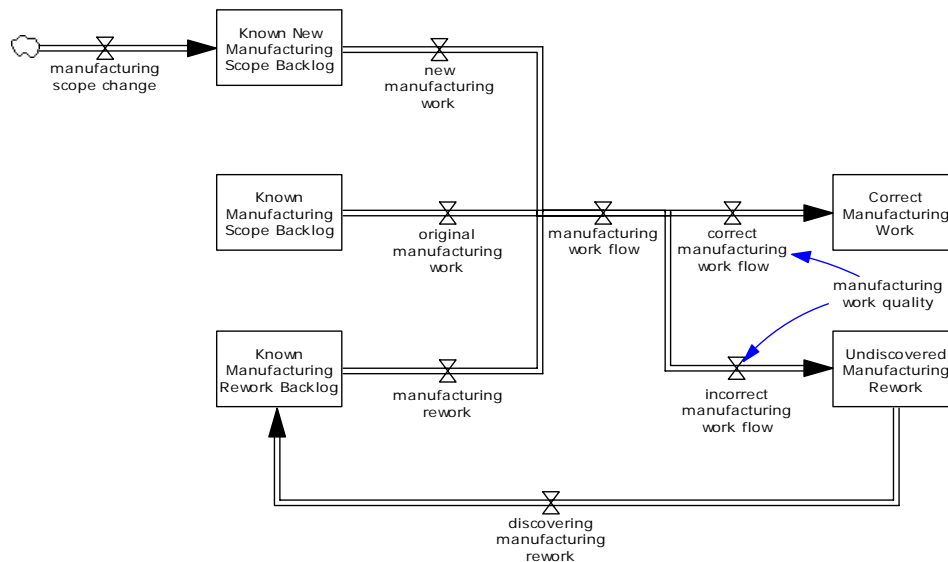 Known New
Manufacturing
Scope Backlog
manufacturing
scope change
new
manufacturing
work
Known
Manufacturing
Scope Backlog
original
manufacturing
work
manufacturing
work flow
correct
manufacturing
work flow
Correct
Manufacturing
Work
manufacturing
work quality
Known
Manufacturing
Rework Backlog
manufacturing
rework
incorrect
manufacturing
work flow
Undiscovered
Manufacturing
Rework
discovering
manufacturing
rework